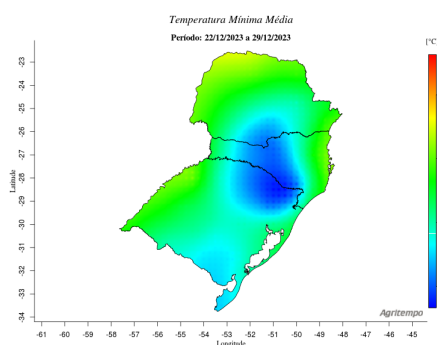 Temperatura Mínima Média
Período: 22/12/2023 a 29/12/2023
[°C
-23
-24
-25
-26
-27
-28
-29
-30
-31
-32
-33
-34
Latitude
Agritempo
-61 -60 -59 -58 -57 -56 -55 -54 -53 -52 -51 -50 -49 -48 -47 -46 -45
Longitude